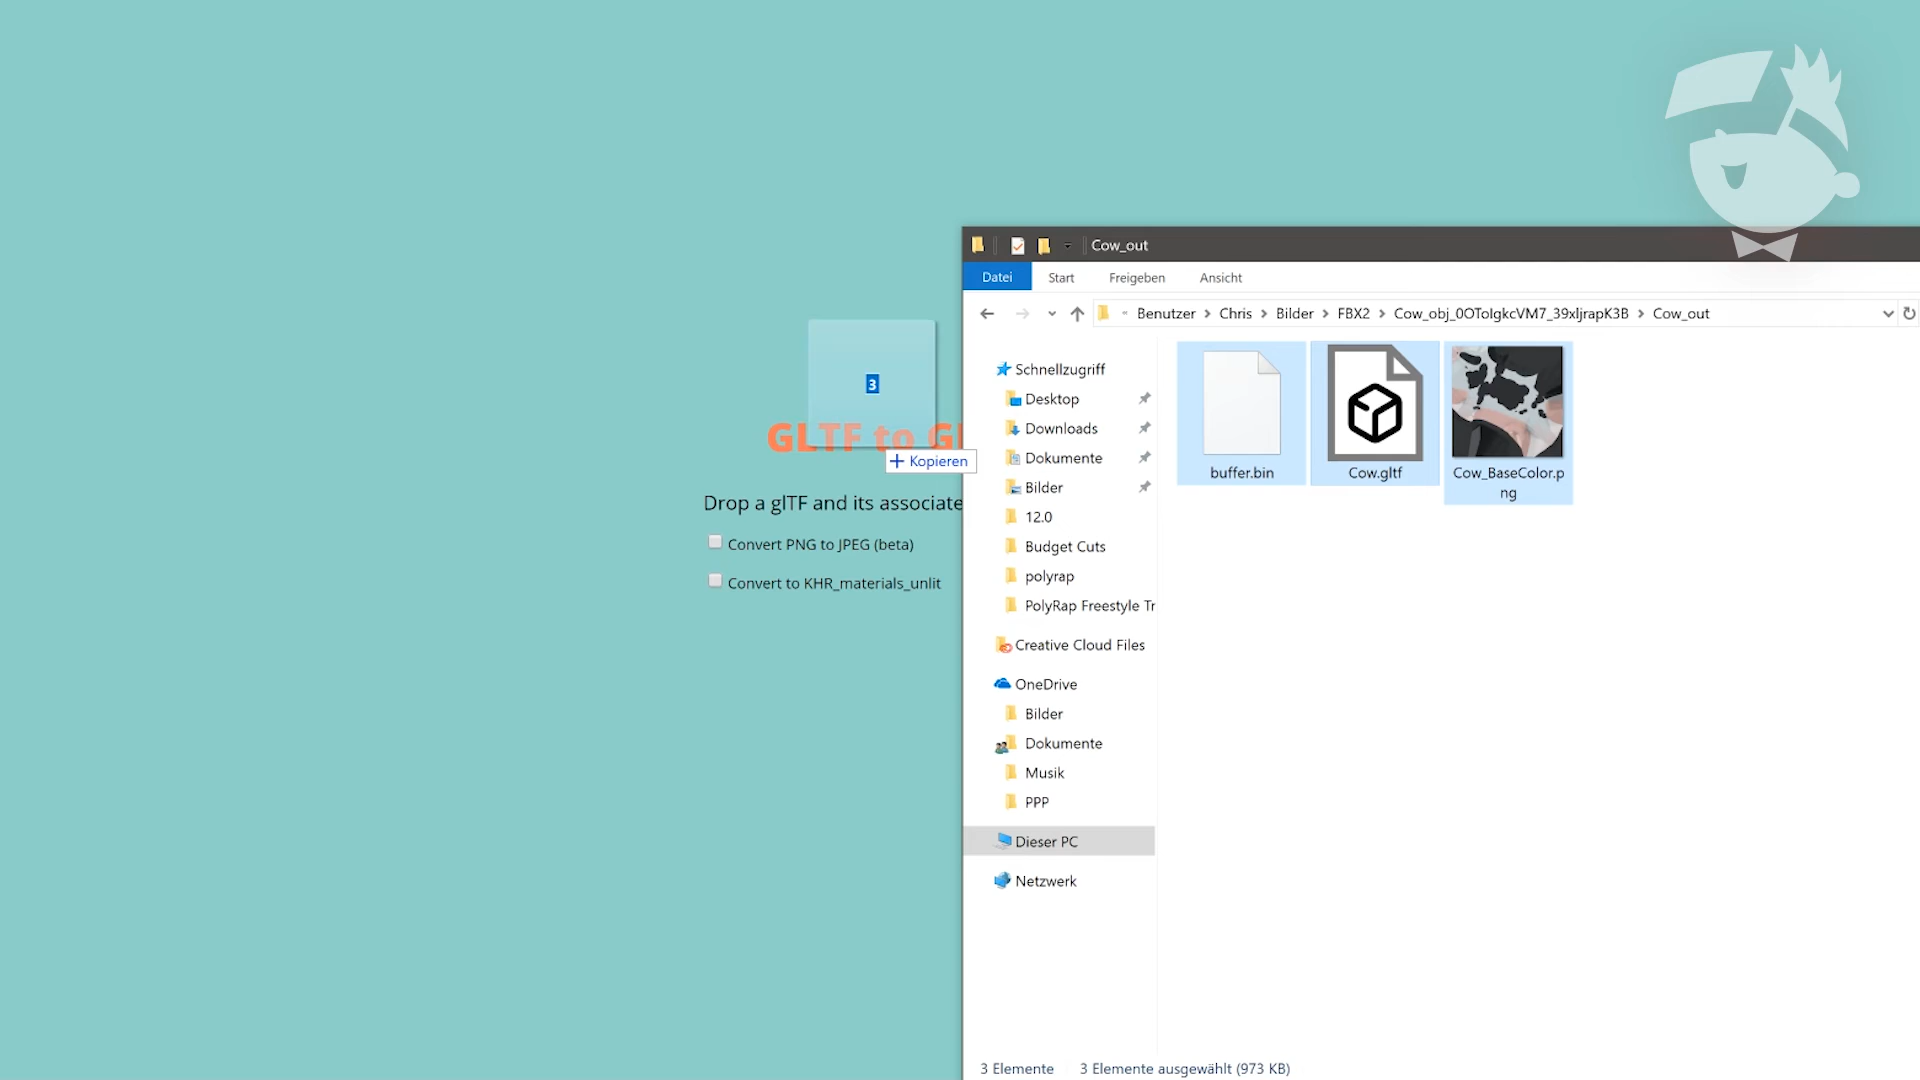 Cow_out
Datei Start Freigeben Ansicht
Benutzer Chris Bilder FBX2 Cow_obj_0OToIgkcVM7_39xljrapK3B Cow_out
3
GLTF to
Kopieren
Drop a glTF and its associate
Convert PNG to JPEG (beta)
Convert to KHR_materials_unlit
Schnellzugriff
Desktop
Downloads
Dokumente
Bilder
12.0
Budget Cuts
polyrap
PolyRap Freestyle Tr
Creative Cloud Files
OneDrive
Bilder
Dokumente
Musik
PPP
Dieser PC
Netzwerk
buffer.bin
Cow.gltf
Cow_BaseColor.p
ng
3 Elemente 3 Elemente ausgewählt (973 KB)